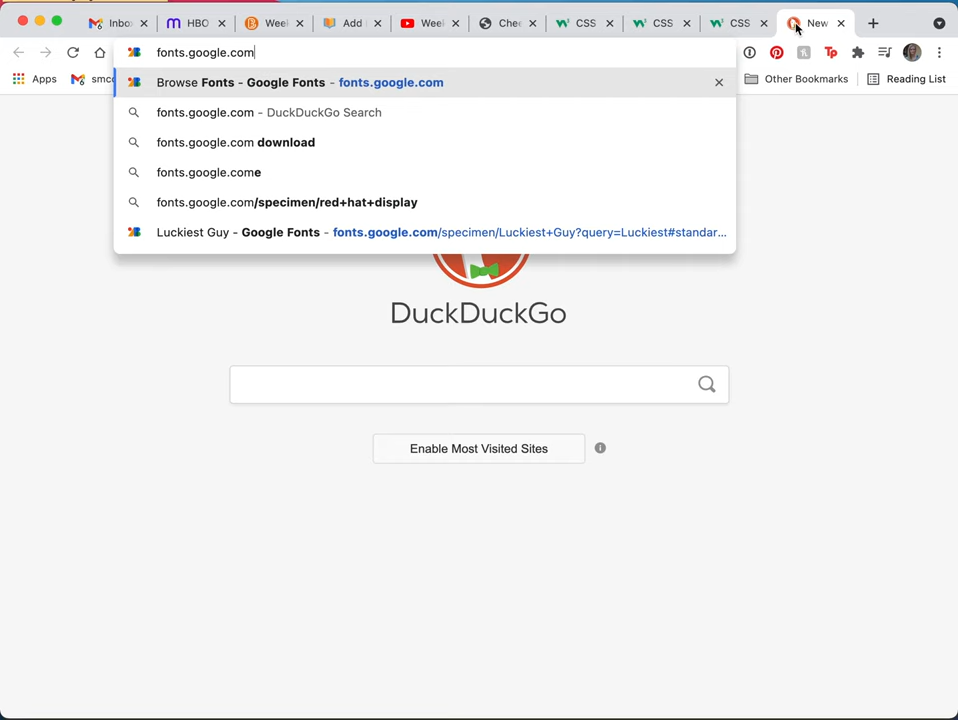 Inbo
HBO
Week
Add
Week
Chec
CSS
CSS
CSS
New
fonts.google.com
Apps
smcc
Other Bookmarks
Reading List
Browse Fonts - Google Fonts - fonts.google.com
fonts.google.com - DuckDuckGo Search
fonts.google.com download
fonts.google.come
fonts.google.com/specimen/red+hat+display
Luckiest Guy - Google Fonts - fonts.google.com/specimen/Luckiest+Guy?query=Luckiest#standar...
DuckDuckGo
Enable Most Visited Sites